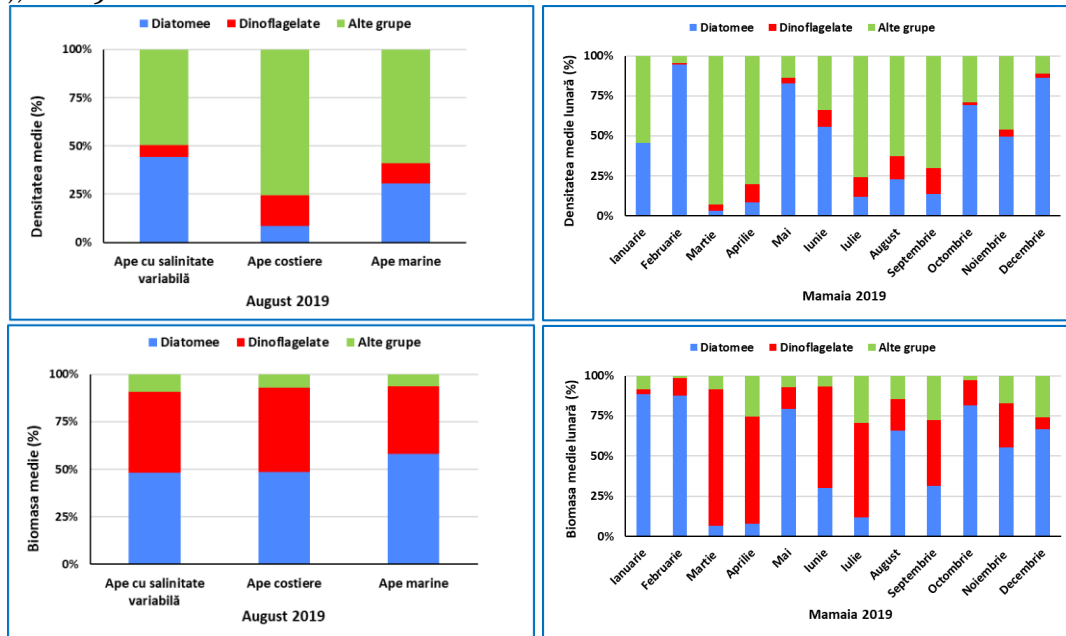 Diatomee Dinoflagelate Alte grupe
Densitatea medie (%)
100%
75%
50%
25%
0%
Ape cu salinitate variabilă
Ape costiere
Ape marine
August 2019
Diatomee Dinoflagelate Alte grupe
Densitatea medie lunară (%)
100%
75%
50%
25%
0%
Ianuarie
Februarie
Martie
Aprilie
Mai
Iunie
Iulie
August
Septembrie
Octombrie
Noiembrie
Decembrie
Mamaia 2019
Diatomee Dinoflagelate Alte grupe
Biomasa medie (%)
100%
75%
50%
25%
0%
Ape cu salinitate variabilă
Ape costiere
Ape marine
August 2019
Diatomee Dinoflagelate Alte grupe
Biomasa medie lunară (%)
100%
75%
50%
25%
0%
Ianuarie
Februarie
Martie
Aprilie
Mai
Iunie
Iulie
August
Septembrie
Octombrie
Noiembrie
Decembrie
Mamaia 2019